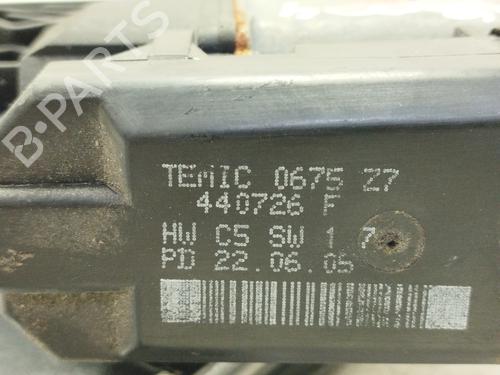 B-PARTS
TEMIC 0675 Z7
440726 F
HW C5 SW 1 7
PD 22.06.05